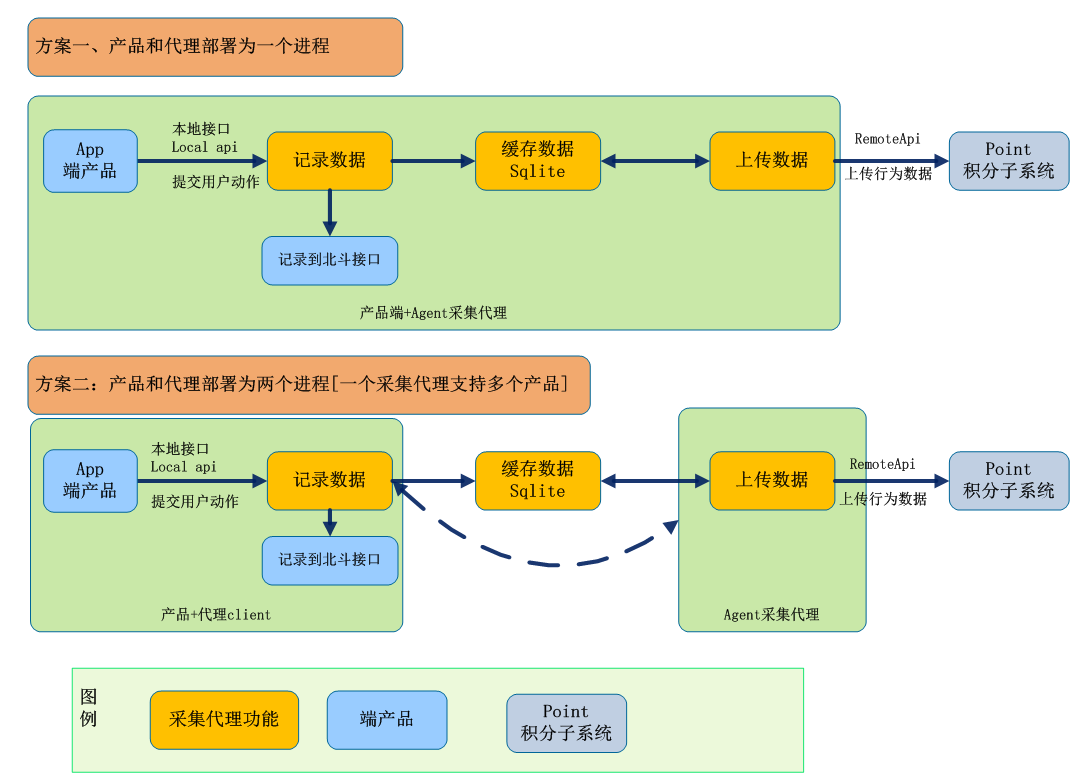 方案一、产品和代理部署为一个进程
App
端产品
本地接口
Local api
提交用户动作
记录数据
缓存数据
Sqlite
上传数据
RemoteApi
上传行为数据
Point
积分子系统
记录到北斗接口
产品端+Agent采集代理
方案二：产品和代理部署为两个进程[一个采集代理支持多个产品]
App
端产品
本地接口
Local api
提交用户动作
记录数据
缓存数据
Sqlite
上传数据
RemoteApi
上传行为数据
Point
积分子系统
记录到北斗接口
产品+代理client
Agent采集代理
图
例
采集代理功能
端产品
Point
积分子系统